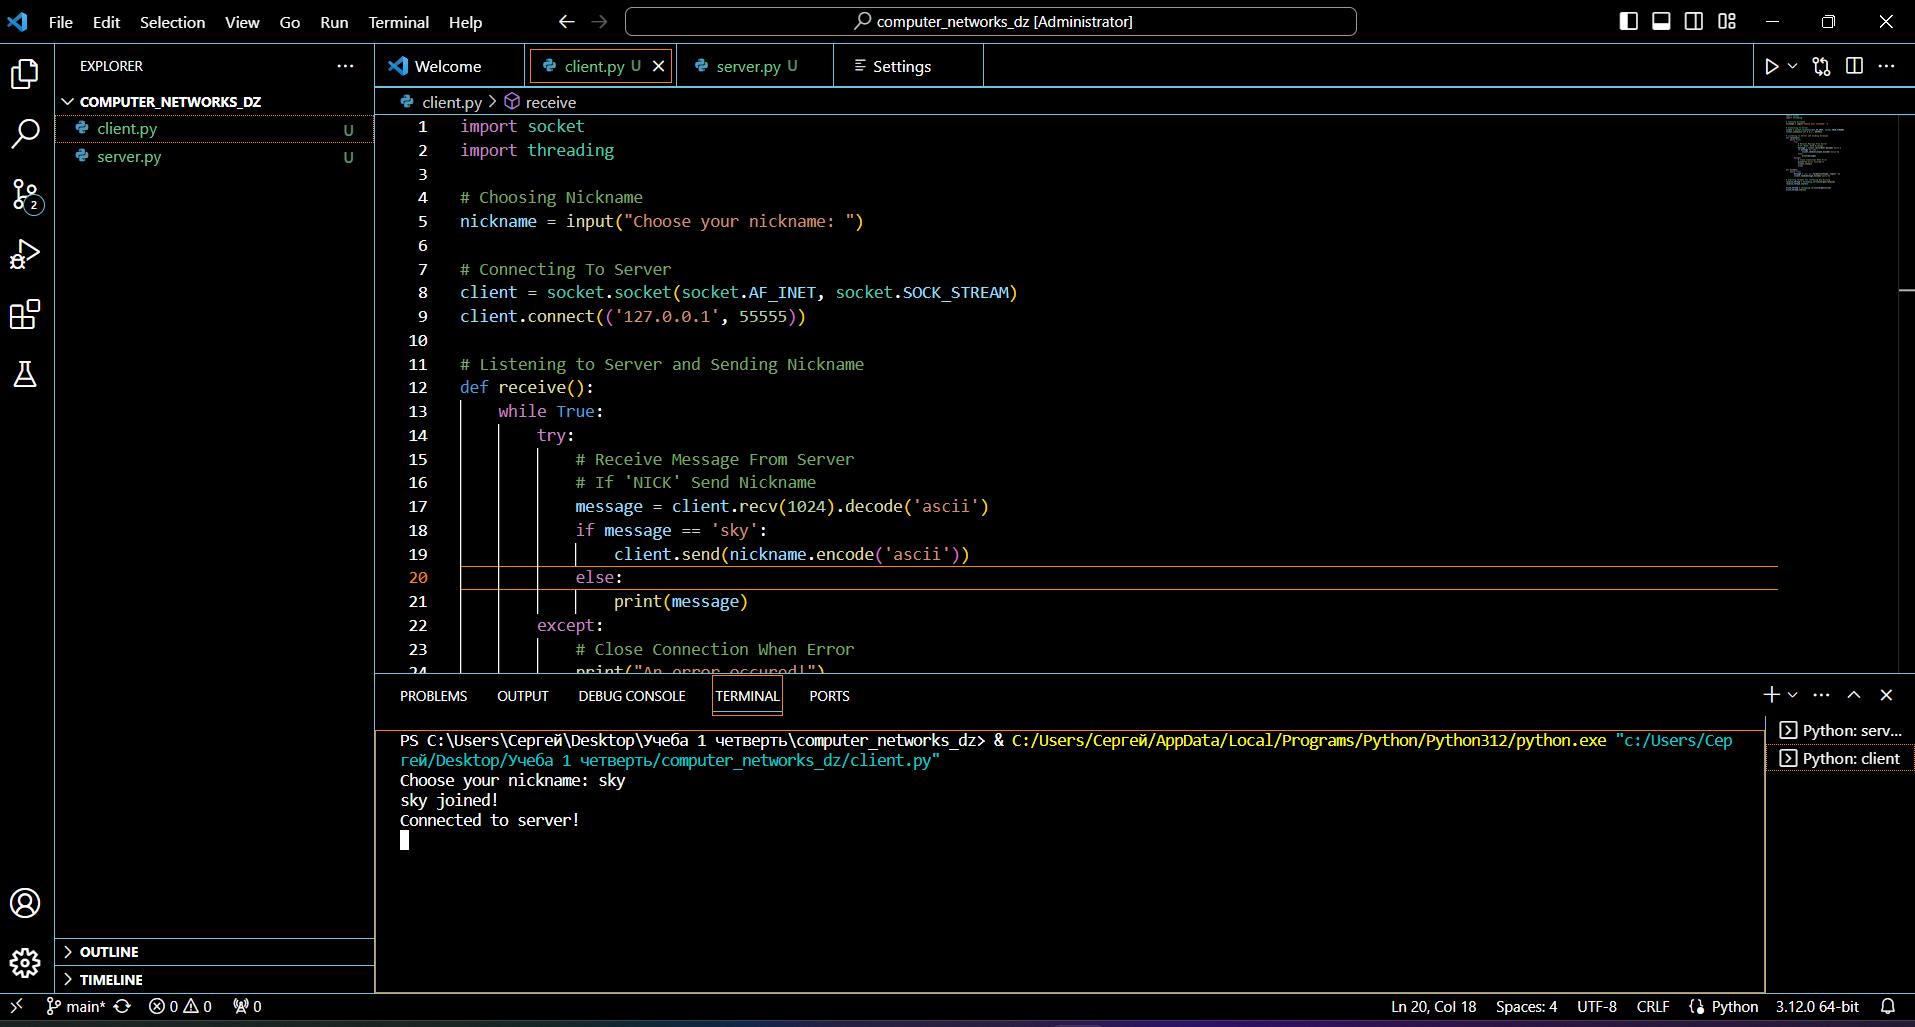 File Edit Selection View Go Run Terminal Help
computer_networks_dz [Administrator]
EXPLORER
COMPUTER_NETWORKS_DZ
client.py U
server.py U
2
Welcome
client.py U
server.py U
Settings
client.py > receive
1 import socket
2 import threading
3
4 # Choosing Nickname
5 nickname = input("Choose your nickname: ")
6
7 # Connecting To Server
8 client = socket.socket(socket.AF_INET, socket.SOCK_STREAM)
9 client.connect(('127.0.0.1', 55555))
10
11 # Listening to Server and Sending Nickname
12 def receive():
13 while True:
14 try:
15 # Receive Message From Server
16 # If 'NICK' Send Nickname
17 message = client.recv(1024).decode('ascii')
18 if message == 'sky':
19 client.send(nickname.encode('ascii'))
20 else:
21 print(message)
22 except:
23 # Close Connection When Error
24 print("An error occured!")
PROBLEMS OUTPUT DEBUG CONSOLE TERMINAL PORTS
PS C:\Users\Сергей\Desktop\Учеба 1 четверть\computer_networks_dz> & C:/Users/Сергей/AppData/Local/Programs/Python/Python312/python.exe "c:/Users/Сер
гей/Desktop/Учеба 1 четверть/computer_networks_dz/client.py"
Choose your nickname: sky
sky joined!
Connected to server!
Python: serv...
Python: client
OUTLINE
TIMELINE
main* 0 0 0
Ln 20, Col 18 Spaces: 4 UTF-8 CRLF Python 3.12.0 64-bit